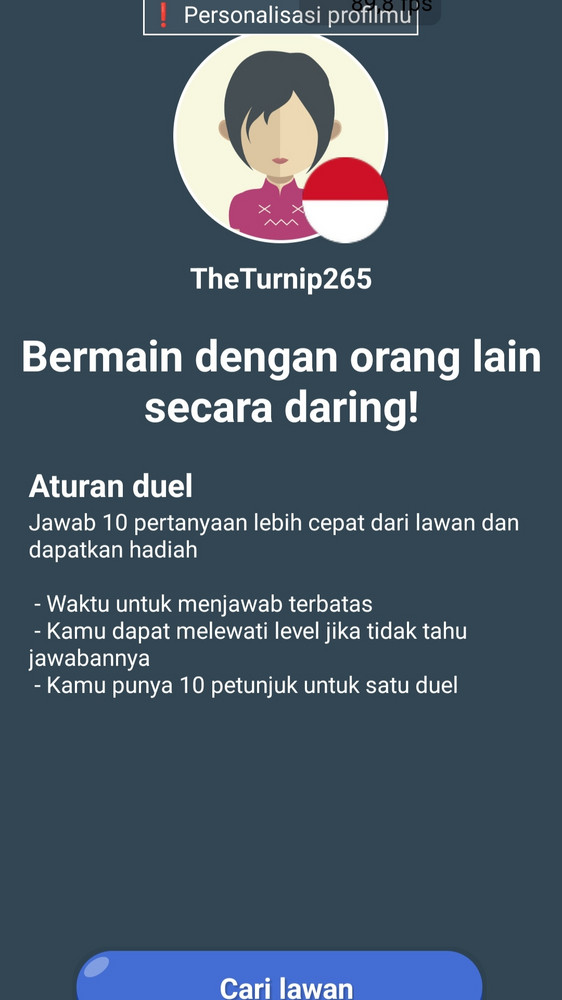 ❗ Personalisasi profilmu
89,8 fps
TheTurnip265
Bermain dengan orang lain
secara daring!
Aturan duel
Jawab 10 pertanyaan lebih cepat dari lawan dan
dapatkan hadiah
- Waktu untuk menjawab terbatas
- Kamu dapat melewati level jika tidak tahu
jawabannya
- Kamu punya 10 petunjuk untuk satu duel
Cari lawan